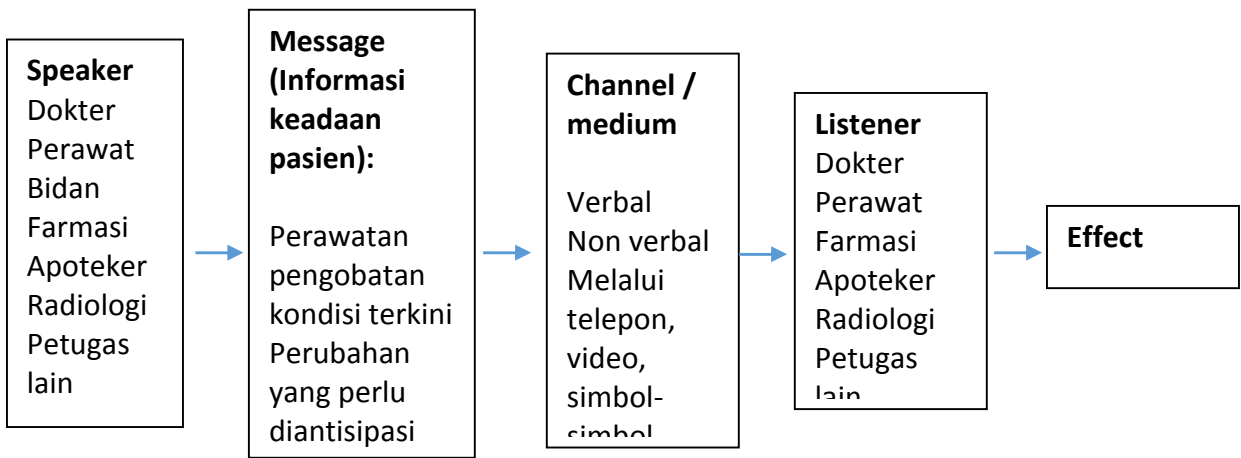 Speaker
Dokter
Perawat
Bidan
Farmasi
Apoteker
Radiologi
Petugas
lain
Message
(Informasi
keadaan
pasien):
Perawatan
pengobatan
kondisi terkini
Perubahan
yang perlu
diantisipasi
Channel /
medium
Verbal
Non verbal
Melalui
telepon,
video,
simbol-
simbol
Listener
Dokter
Perawat
Farmasi
Apoteker
Radiologi
Petugas
lain
Effect